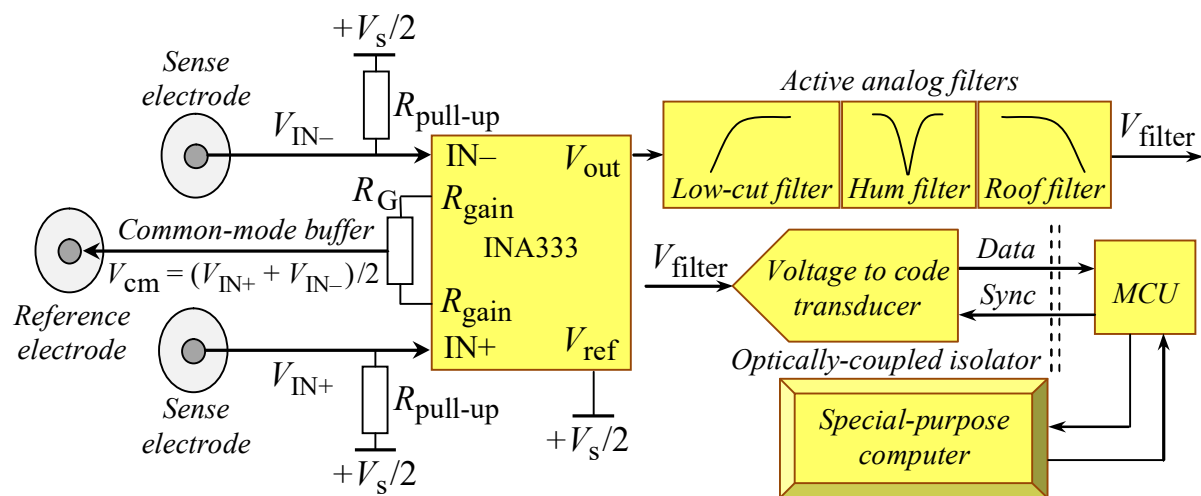 +Vs/2
Sense
electrode
Rpull-up
VIN–
IN–
Vout
RG
Rgain
Common-mode buffer
Vcm = (VIN+ + VIN–)/2
INA333
Reference
electrode
Rgain
IN+
Vref
VIN+
Sense
electrode
Rpull-up
+Vs/2
+Vs/2
Active analog filters
Low-cut filter
Hum filter
Roof filter
Vfilter
Vfilter
Voltage to code
transducer
Data
Sync
MCU
Optically-coupled isolator
Special-purpose
computer